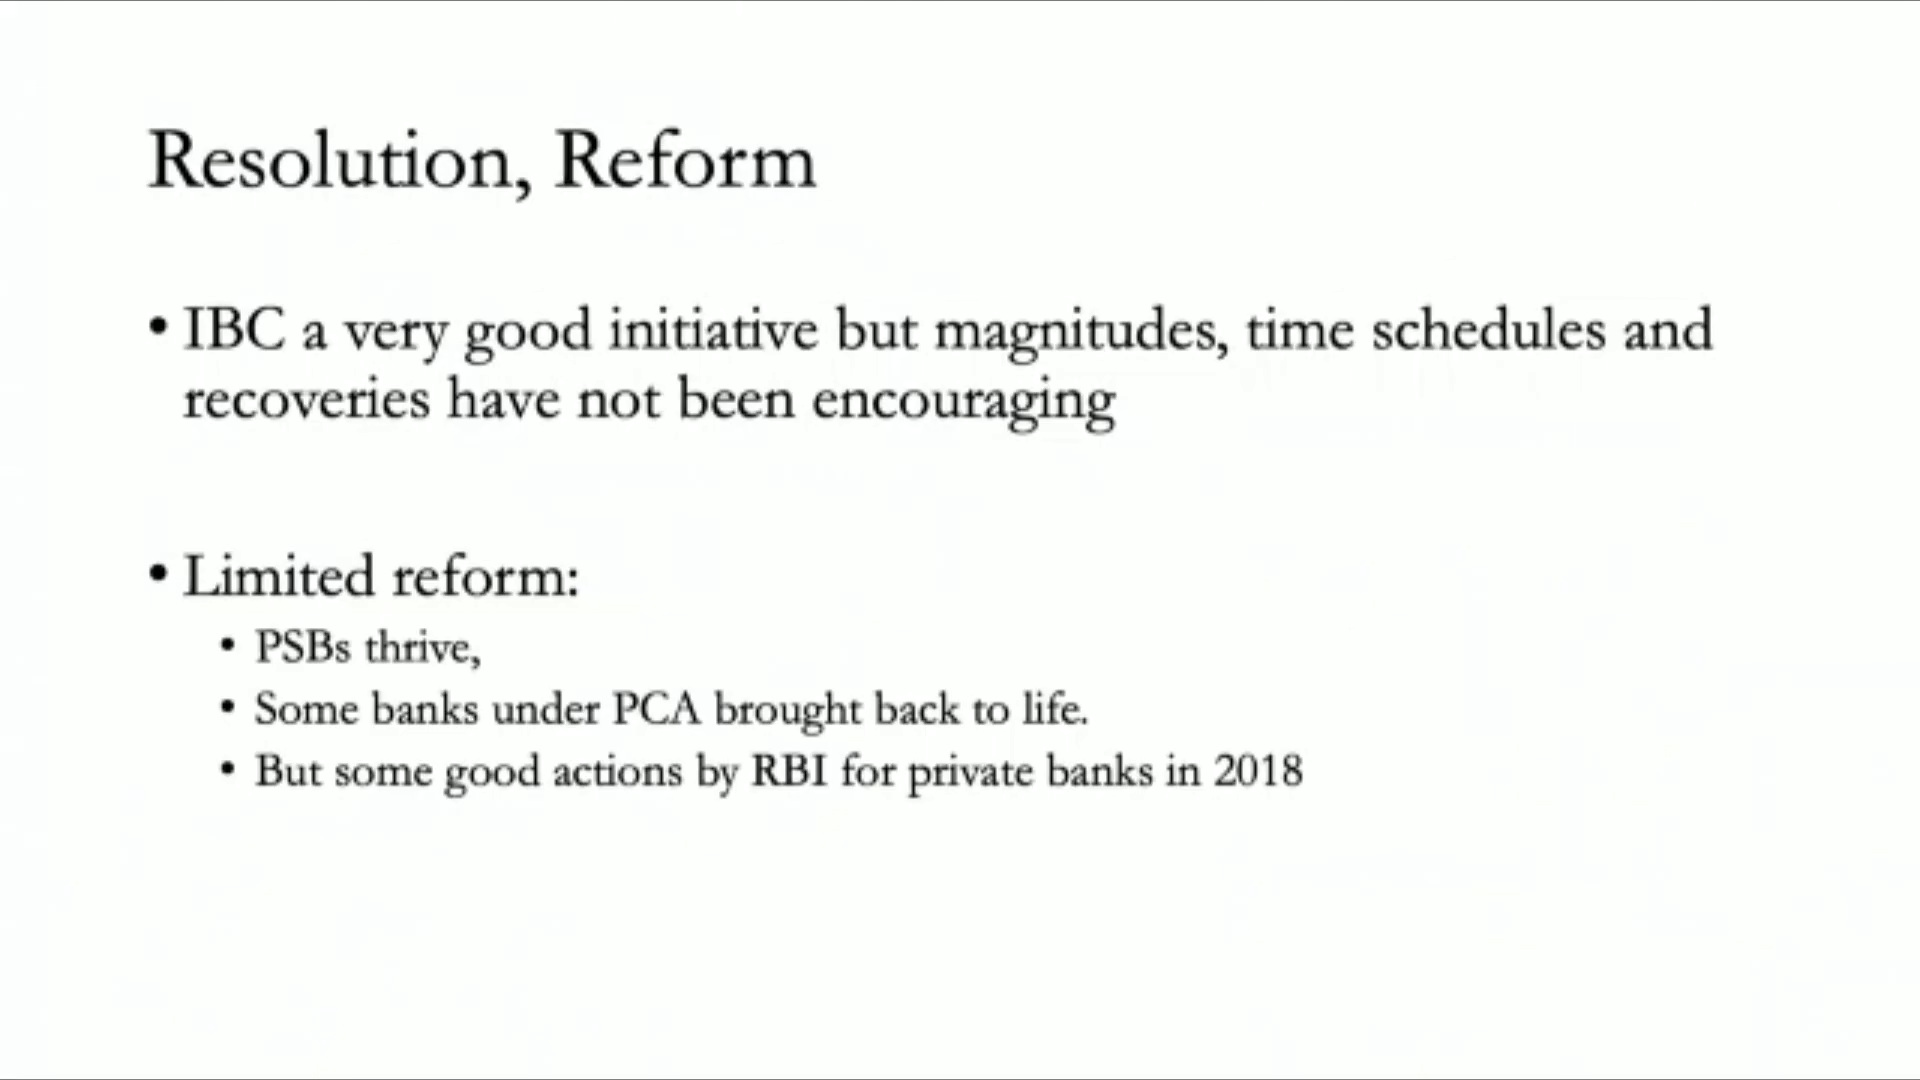 Resolution, Reform
• IBC a very good initiative but magnitudes, time schedules and
recoveries have not been encouraging
• Limited reform:
• PSBs thrive,
• Some banks under PCA brought back to life.
• But some good actions by RBI for private banks in 2018